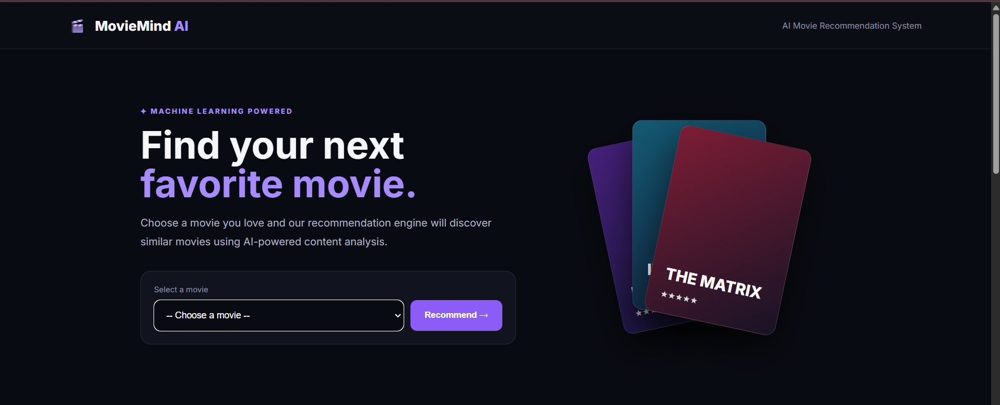 MovieMind AI
AI Movie Recommendation System
✦ MACHINE LEARNING POWERED
Find your next
favorite movie.
Choose a movie you love and our recommendation engine will discover
similar movies using AI-powered content analysis.
Select a movie
-- Choose a movie --
Recommend →
THE MATRIX
★★★★★